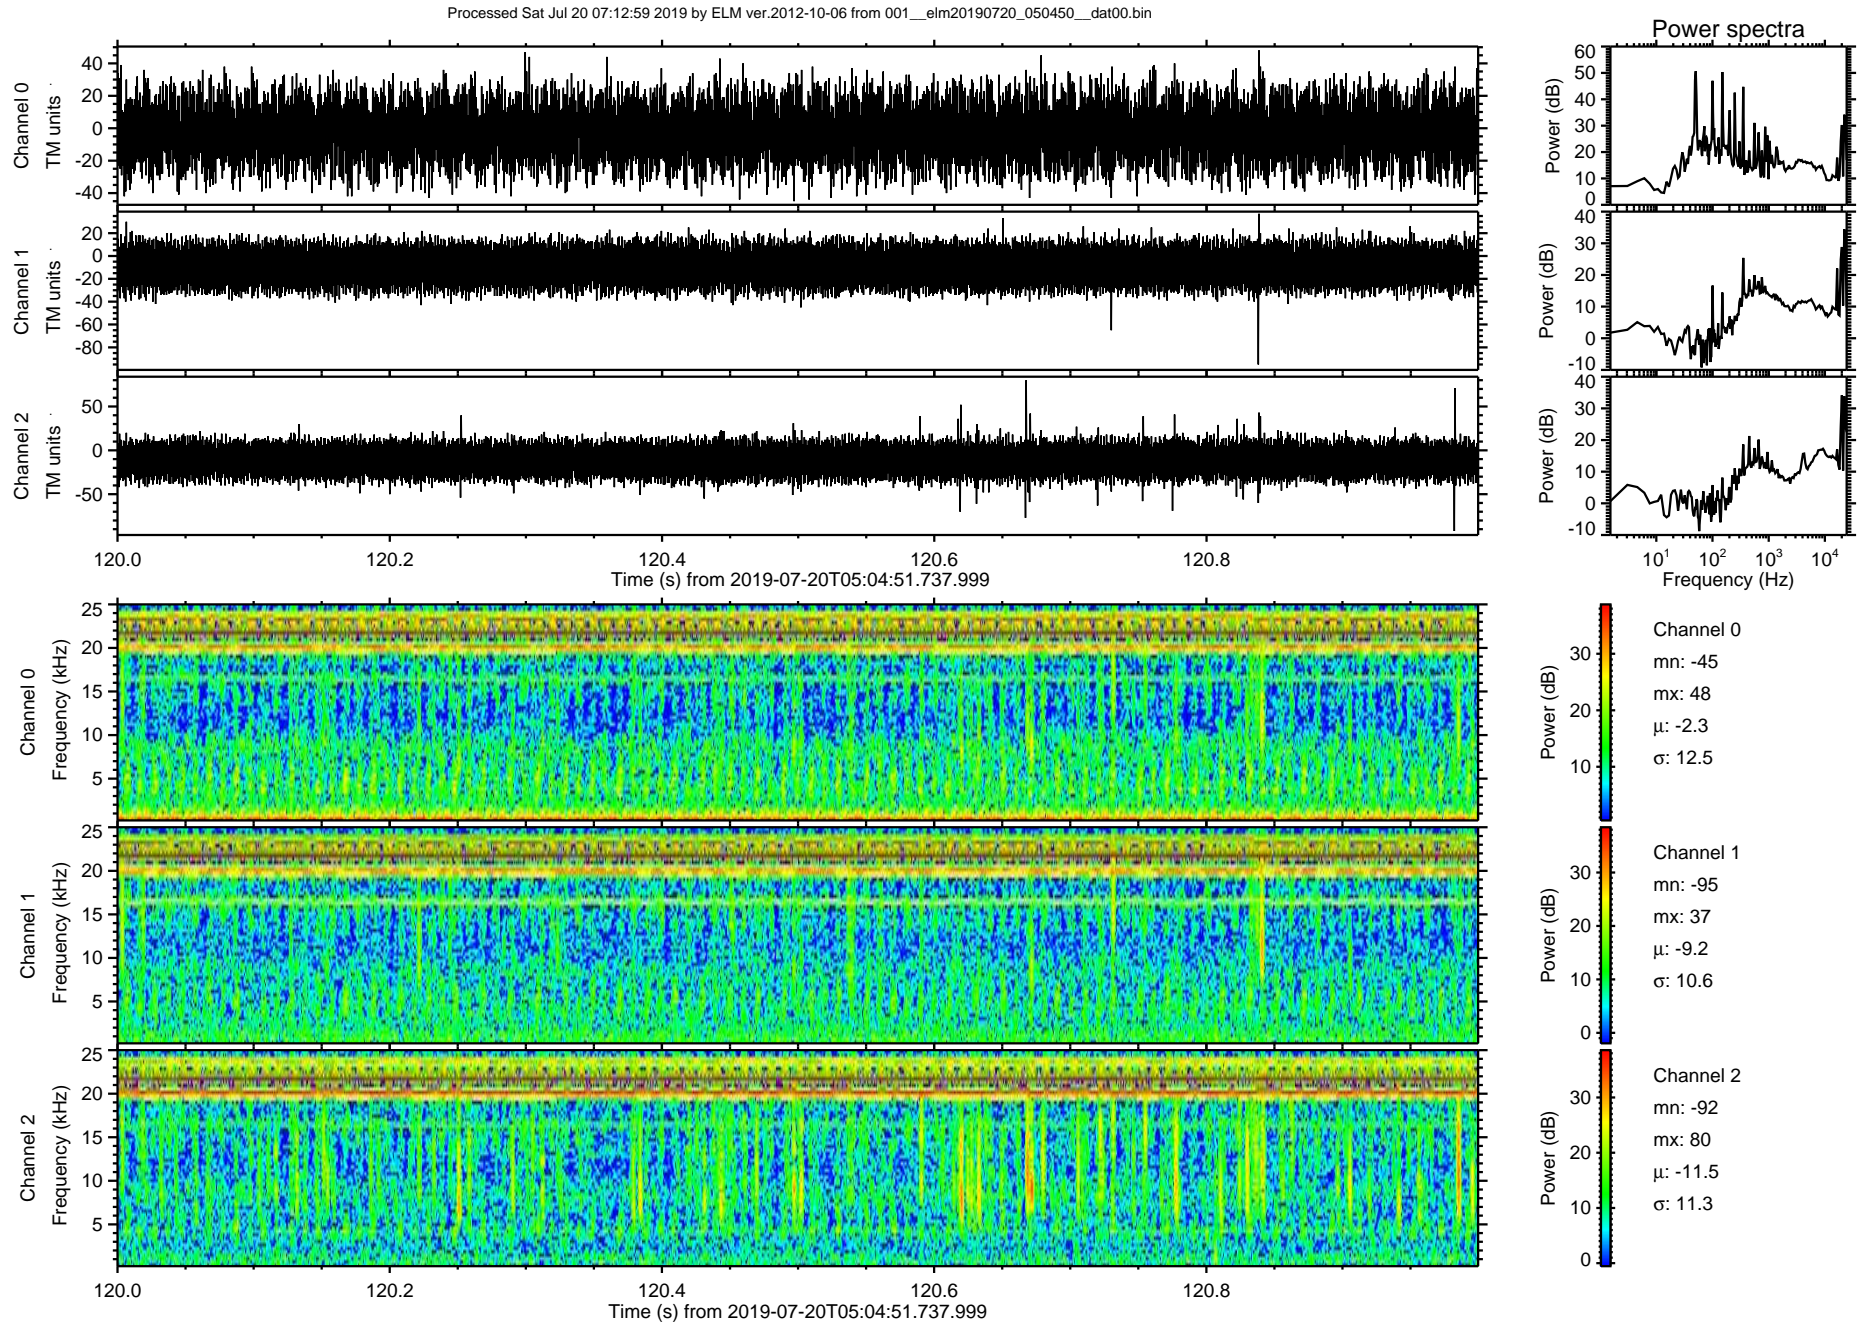 Processed Sat Jul 20 07:12:59 2019 by ELM ver.2012-10-06 from 001__elm20190720_050450__dat00.bin
Power spectra
Channel 0
TM units
40
20
0
-20
-40
Power (dB)
60
50
40
30
20
10
0
Channel 1
TM units
20
0
-20
-40
-60
-80
Power (dB)
40
30
20
10
0
-10
Channel 2
TM units
50
0
-50
Power (dB)
40
30
20
10
0
-10
120.0 120.2 120.4 120.6 120.8
Time (s) from 2019-07-20T05:04:51.737.999
10¹ 10² 10³ 10⁴
Frequency (Hz)
Channel 0
Frequency (kHz)
25
20
15
10
5
Power (dB)
30
20
10
Channel 0
mn: -45
mx: 48
μ: -2.3
σ: 12.5
Channel 1
Frequency (kHz)
25
20
15
10
5
Power (dB)
30
20
10
0
Channel 1
mn: -95
mx: 37
μ: -9.2
σ: 10.6
Channel 2
Frequency (kHz)
25
20
15
10
5
Power (dB)
30
20
10
0
Channel 2
mn: -92
mx: 80
μ: -11.5
σ: 11.3
120.0 120.2 120.4 120.6 120.8
Time (s) from 2019-07-20T05:04:51.737.999